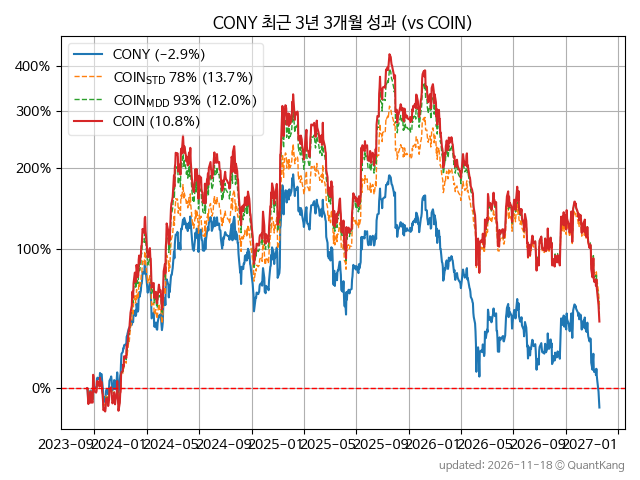 CONY 최근 3년 3개월 성과 (vs COIN)
CONY (−2.9%)
COIN_STD 78% (13.7%)
COIN_MDD 93% (12.0%)
COIN (10.8%)
400%
300%
200%
100%
0%
2023-09 2024-01 2024-05 2024-09 2025-01 2025-05 2025-09 2026-01 2026-05 2026-09 2027-01
updated: 2026-11-18 © QuantKang